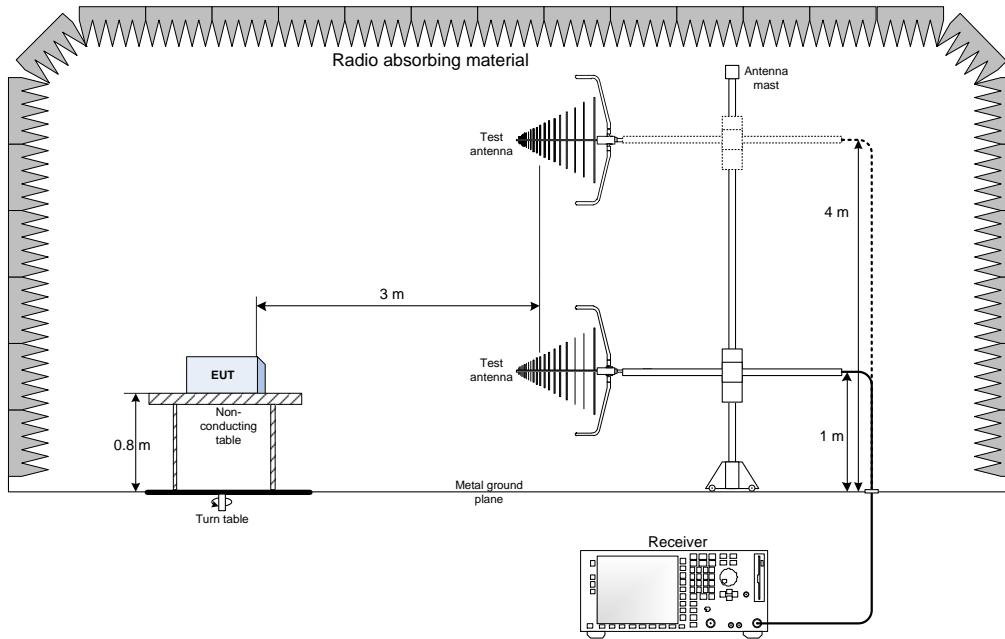 Radio absorbing material
Antenna
mast
Test
antenna
4 m
3 m
Test
antenna
EUT
Non-
conducting
table
0.8 m
1 m
Metal ground
plane
Turn table
Receiver